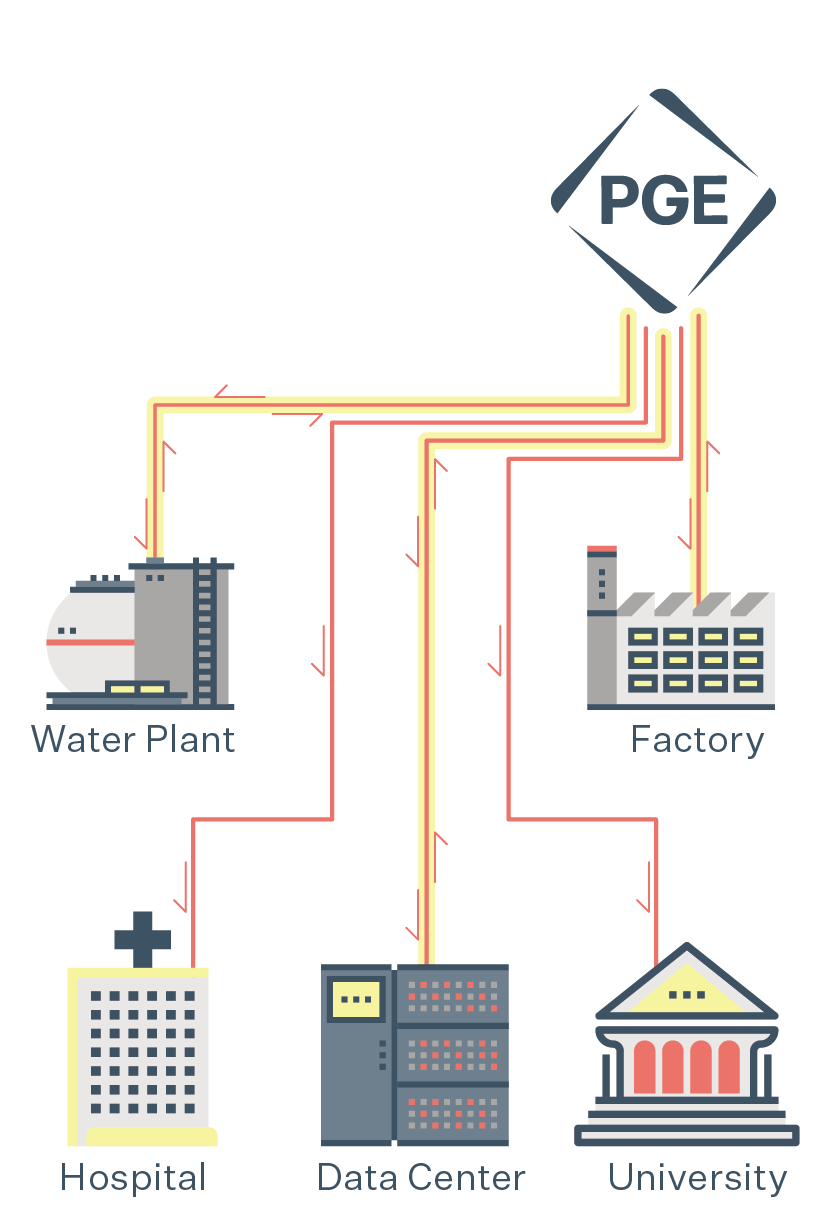 PGE
Water Plant
Factory
Hospital
Data Center
University